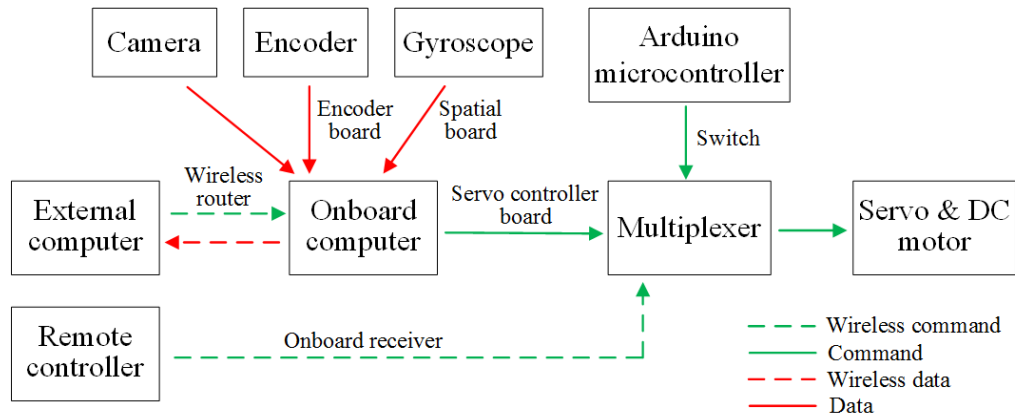 Camera
Encoder
Gyroscope
Arduino
microcontroller
Encoder
board
Spatial
board
Switch
Wireless
router
External
computer
Onboard
computer
Servo controller
board
Multiplexer
Servo & DC
motor
Remote
controller
Onboard receiver
Wireless command
Command
Wireless data
Data